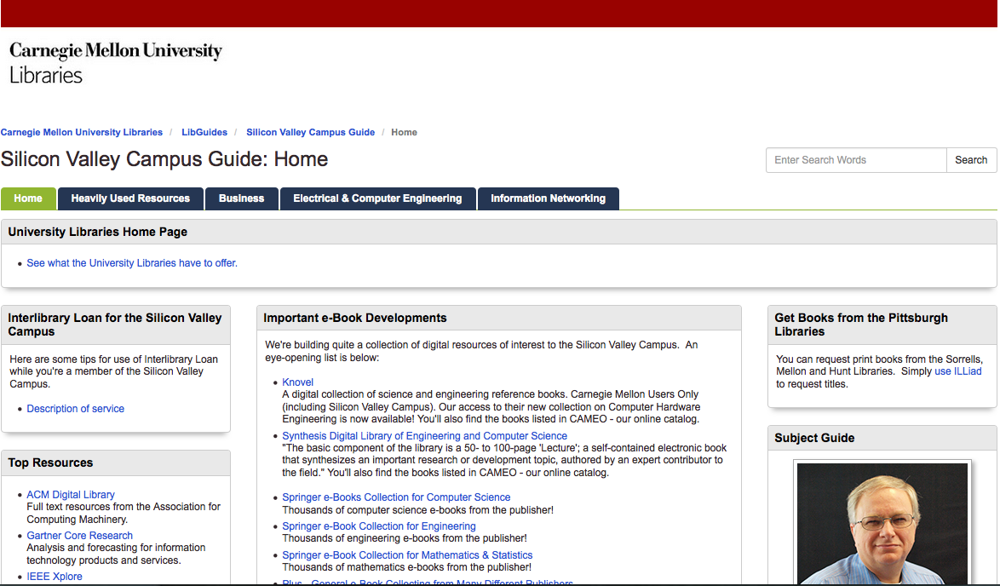 Carnegie Mellon University
Libraries
Carnegie Mellon University Libraries / LibGuides / Silicon Valley Campus Guide / Home
Silicon Valley Campus Guide: Home
Enter Search Words Search
Home Heavily Used Resources Business Electrical & Computer Engineering Information Networking
University Libraries Home Page
• See what the University Libraries have to offer.
Interlibrary Loan for the Silicon Valley
Campus
Here are some tips for use of Interlibrary Loan
while you're a member of the Silicon Valley
Campus.
• Description of service
Top Resources
• ACM Digital Library
Full text resources from the Association for
Computing Machinery.
• Gartner Core Research
Analysis and forecasting for information
technology products and services.
• IEEE Xplore
Important e-Book Developments
We're building quite a collection of digital resources of interest to the Silicon Valley Campus.  An
eye-opening list is below:
• Knovel
A digital collection of science and engineering reference books. Carnegie Mellon Users Only
(including Silicon Valley Campus). Our access to their new collection on Computer Hardware
Engineering is now available! You'll also find the books listed in CAMEO - our online catalog.
• Synthesis Digital Library of Engineering and Computer Science
"The basic component of the library is a 50- to 100-page 'Lecture'; a self-contained electronic book
that synthesizes an important research or development topic, authored by an expert contributor to
the field." You'll also find the books listed in CAMEO - our online catalog.
• Springer e-Books Collection for Computer Science
Thousands of computer science e-books from the publisher!
• Springer e-Book Collection for Engineering
Thousands of engineering e-books from the publisher!
• Springer e-Book Collection for Mathematics & Statistics
Thousands of mathematics e-books from the publisher!
• Plus - General e-Book Collecting from Many Different Publishers
Get Books from the Pittsburgh
Libraries
You can request print books from the Sorrells,
Mellon and Hunt Libraries.  Simply use ILLiad
to request titles.
Subject Guide